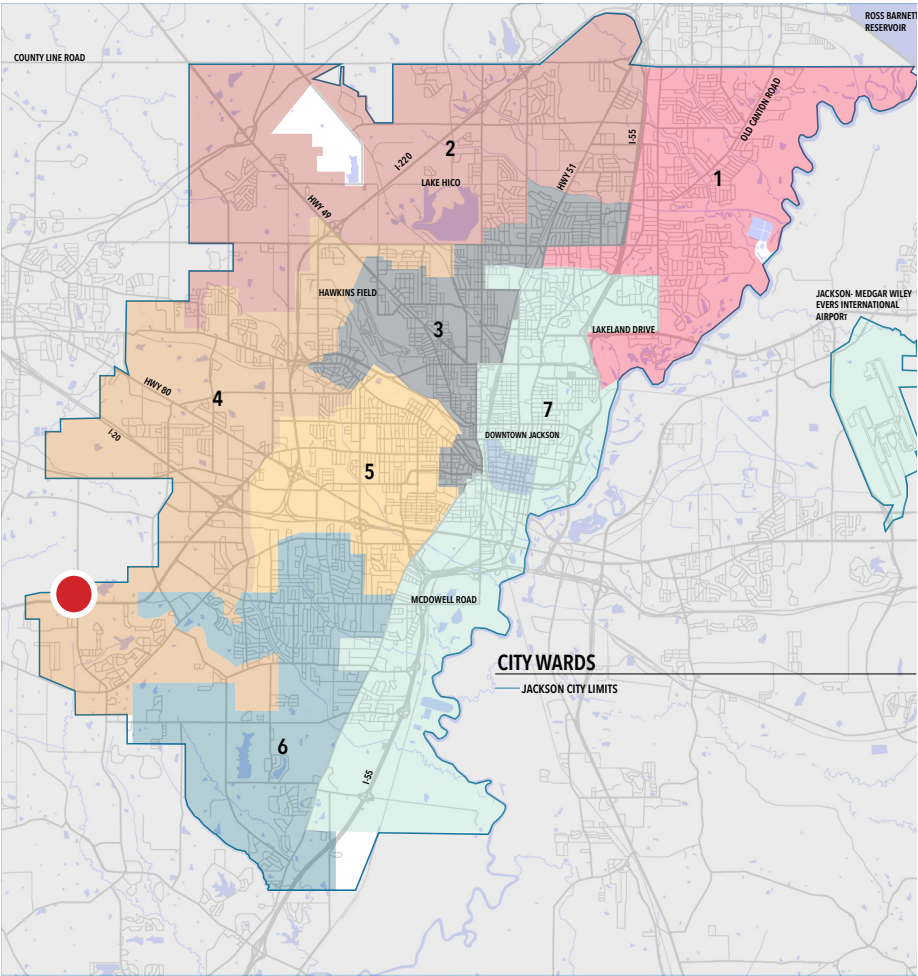 ROSS BARNETT
RESERVOIR
COUNTY LINE ROAD
OLD CANTON ROAD
I-55
2
I-220
HWY 51
1
LAKE HICO
HWY 49
HAWKINS FIELD
JACKSON- MEDGAR WILEY
EVERS INTERNATIONAL
AIRPORT
3
LAKELAND DRIVE
HWY 80
4
7
I-20
DOWNTOWN JACKSON
5
MCDOWELL ROAD
CITY WARDS
JACKSON CITY LIMITS
6
I-55